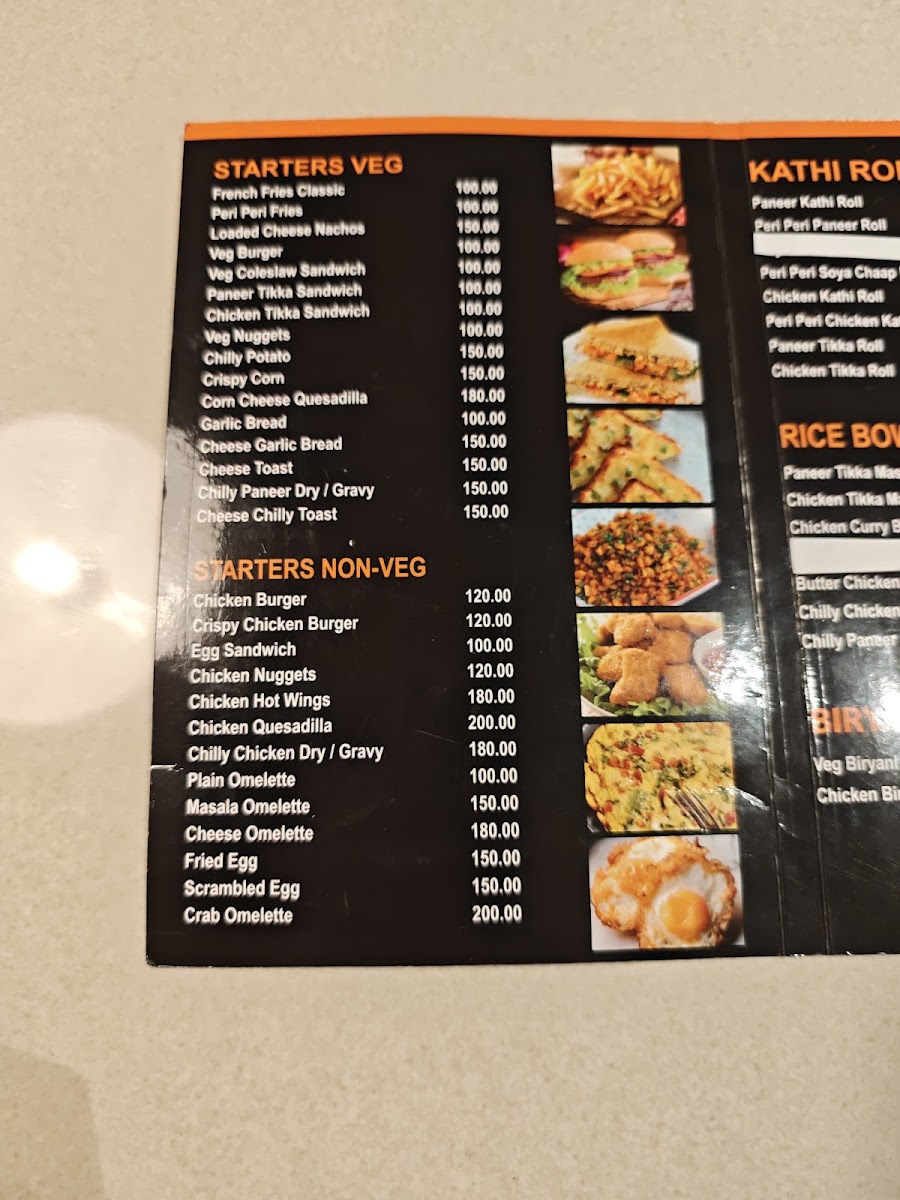 STARTERS VEG
French Fries Classic 100.00
Peri Peri Fries 100.00
Loaded Cheese Nachos 150.00
Veg Burger 100.00
Veg Coleslaw Sandwich 100.00
Paneer Tikka Sandwich 100.00
Chicken Tikka Sandwich 100.00
Veg Nuggets 100.00
Chilly Potato 150.00
Crispy Corn 150.00
Corn Cheese Quesadilla 180.00
Garlic Bread 100.00
Cheese Garlic Bread 150.00
Cheese Toast 150.00
Chilly Paneer Dry / Gravy 150.00
Cheese Chilly Toast 150.00
STARTERS NON-VEG
Chicken Burger 120.00
Crispy Chicken Burger 120.00
Egg Sandwich 100.00
Chicken Nuggets 120.00
Chicken Hot Wings 180.00
Chicken Quesadilla 200.00
Chilly Chicken Dry / Gravy 180.00
Plain Omelette 100.00
Masala Omelette 150.00
Cheese Omelette 180.00
Fried Egg 150.00
Scrambled Egg 150.00
Crab Omelette 200.00
KATHI
Paneer Kathi Roll
Peri Peri Paneer Roll
Peri Peri Soya Chaap
Chicken Kathi Roll
Peri Peri Chicken
Paneer Tikka Roll
Chicken Tikka Roll
RICE
Paneer Tikka
Chicken Tikka
Chicken Curry
Butter Chicken
Chilly Chicken
Chilly Paneer
Veg Biryani
Chicken